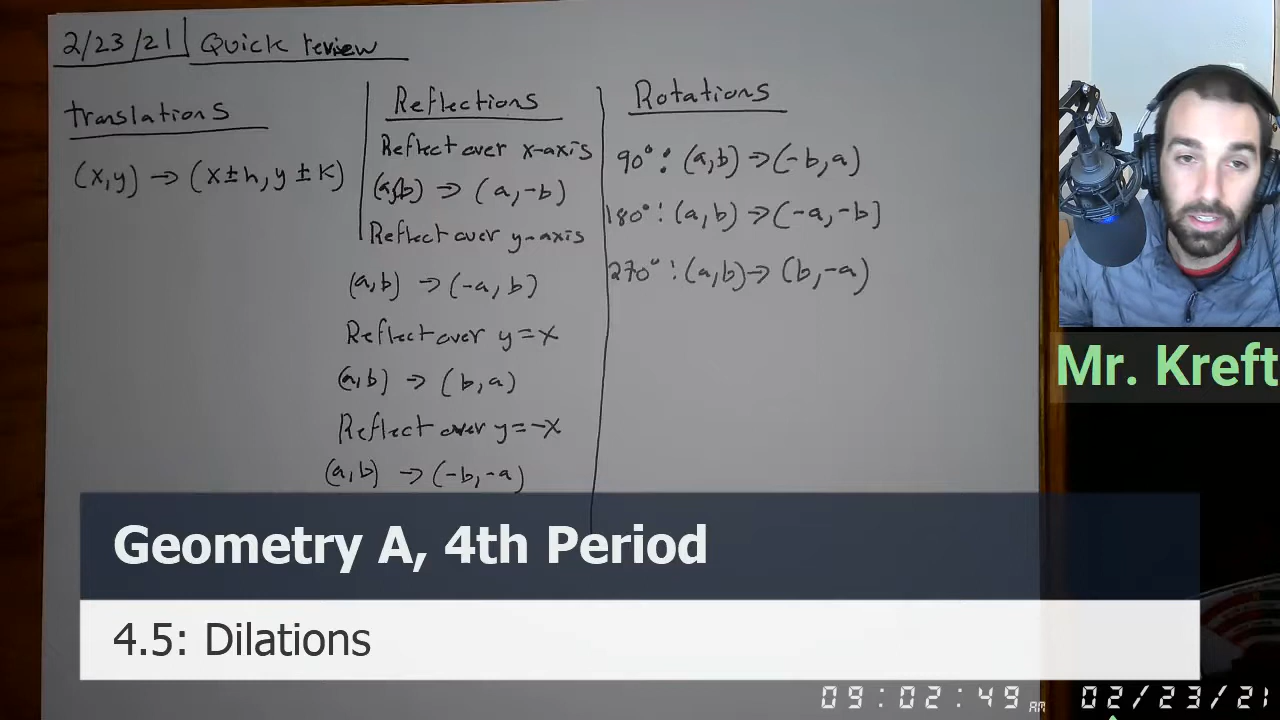 2/23/21 Quick review
Translations
(x,y) → (x±h, y±k)
Reflections
Reflect over x-axis
(a,b) → (a,-b)
Reflect over y-axis
(a,b) → (-a,b)
Reflect over y=x
(a,b) → (b,a)
Reflect over y=-x
(a,b) → (-b,-a)
Rotations
90°: (a,b) → (-b,a)
180°: (a,b) → (-a,-b)
270°: (a,b) → (b,-a)
Mr. Kreft
Geometry A, 4th Period
4.5: Dilations
09:02:49 AM 02/23/21